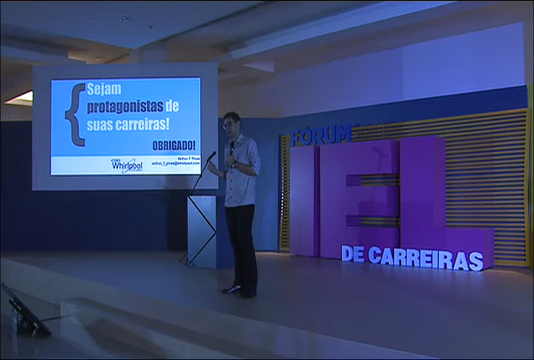 Sejam
protagonistas de
suas carreiras!
OBRIGADO!
Whirlpool
FÓRUM
IEL
DE CARREIRAS